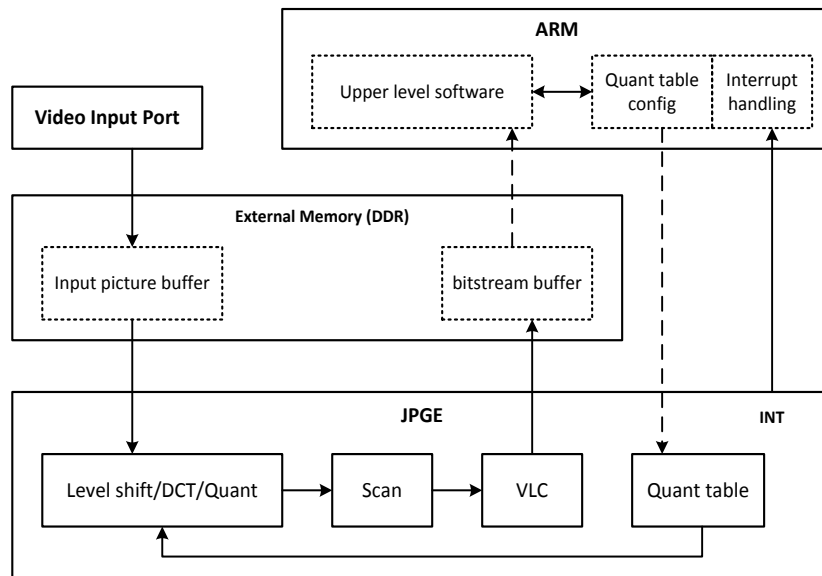 ARM
Upper level software
Quant table
config
Interrupt
handling
Video Input Port
External Memory (DDR)
Input picture buffer
bitstream buffer
JPGE
INT
Level shift/DCT/Quant
Scan
VLC
Quant table